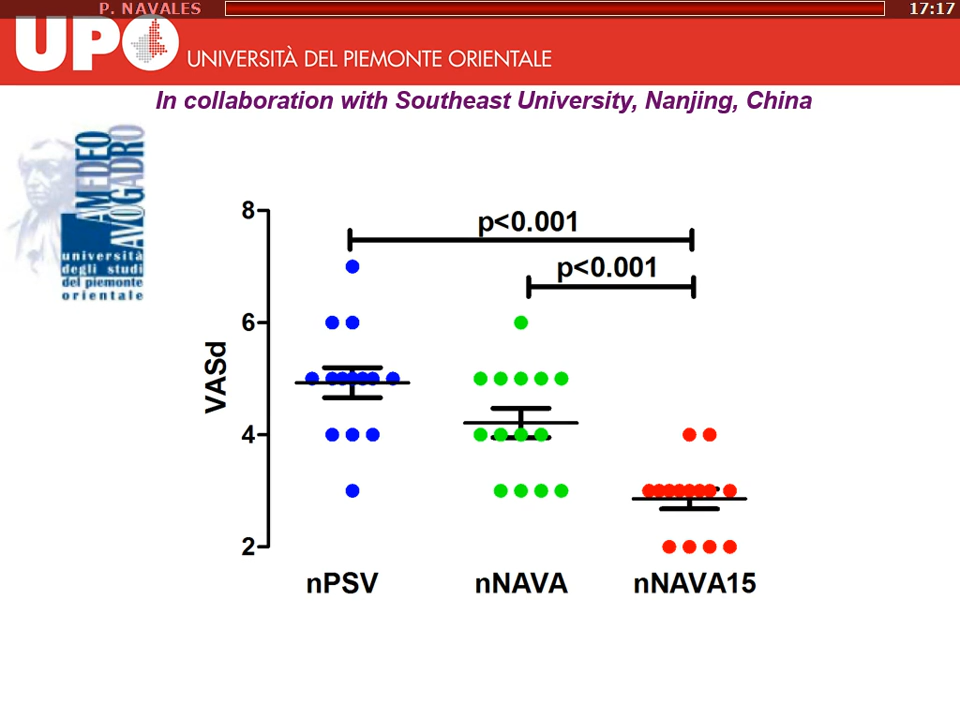 P. NAVALES
17:17
UPO
UNIVERSITÀ DEL PIEMONTE ORIENTALE
In collaboration with Southeast University, Nanjing, China
AMEDEO
AVOGADRO
università
degli studi
del piemonte
orientale
8
p<0.001
p<0.001
6
VASd
4
2
nPSV
nNAVA
nNAVA15